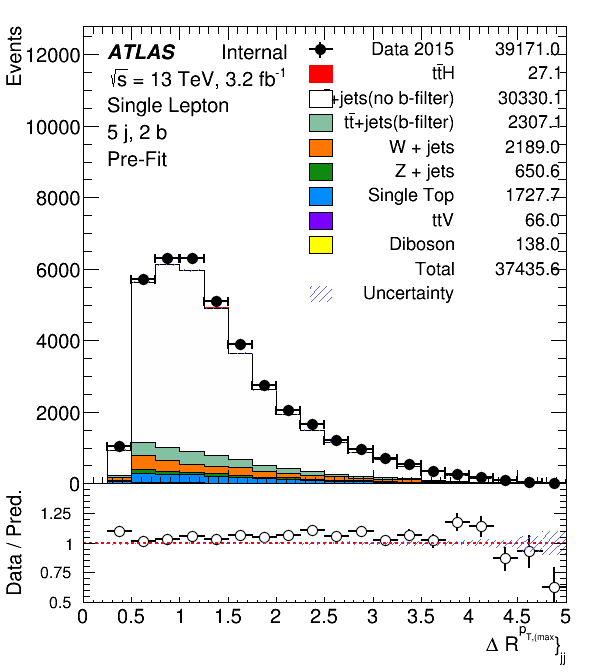 Events
ATLAS Internal
√s = 13 TeV, 3.2 fb⁻¹
Single Lepton
5 j, 2 b
Pre-Fit
Data 2015 39171.0
tt̄H 27.1
+jets(no b-filter) 30330.1
tt̄+jets(b-filter) 2307.1
W + jets 2189.0
Z + jets 650.6
Single Top 1727.7
ttV 66.0
Diboson 138.0
Total 37435.6
Uncertainty
12000
10000
8000
6000
4000
2000
0
Data / Pred.
1.25
1
0.75
0.5
0 0.5 1 1.5 2 2.5 3 3.5 4 4.5 5
Δ R^{p_{T,(max}}_{jj}